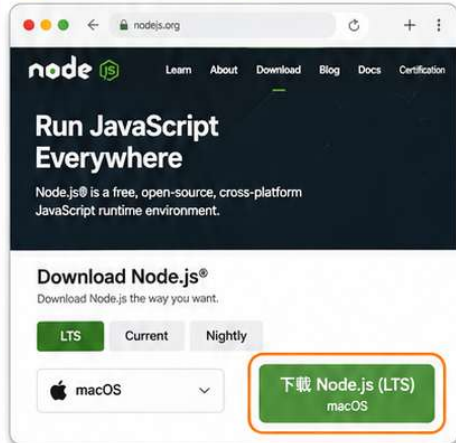 nodejs.org
node JS
Learn About Download Blog Docs Certification
Run JavaScript
Everywhere
Node.js® is a free, open-source, cross-platform
JavaScript runtime environment.
Download Node.js®
Download Node.js the way you want.
LTS Current Nightly
macOS
下載 Node.js (LTS)
macOS